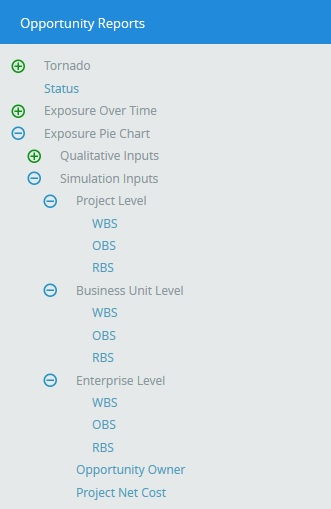 Opportunity Reports
Tornado
Status
Exposure Over Time
Exposure Pie Chart
Qualitative Inputs
Simulation Inputs
Project Level
WBS
OBS
RBS
Business Unit Level
WBS
OBS
RBS
Enterprise Level
WBS
OBS
RBS
Opportunity Owner
Project Net Cost